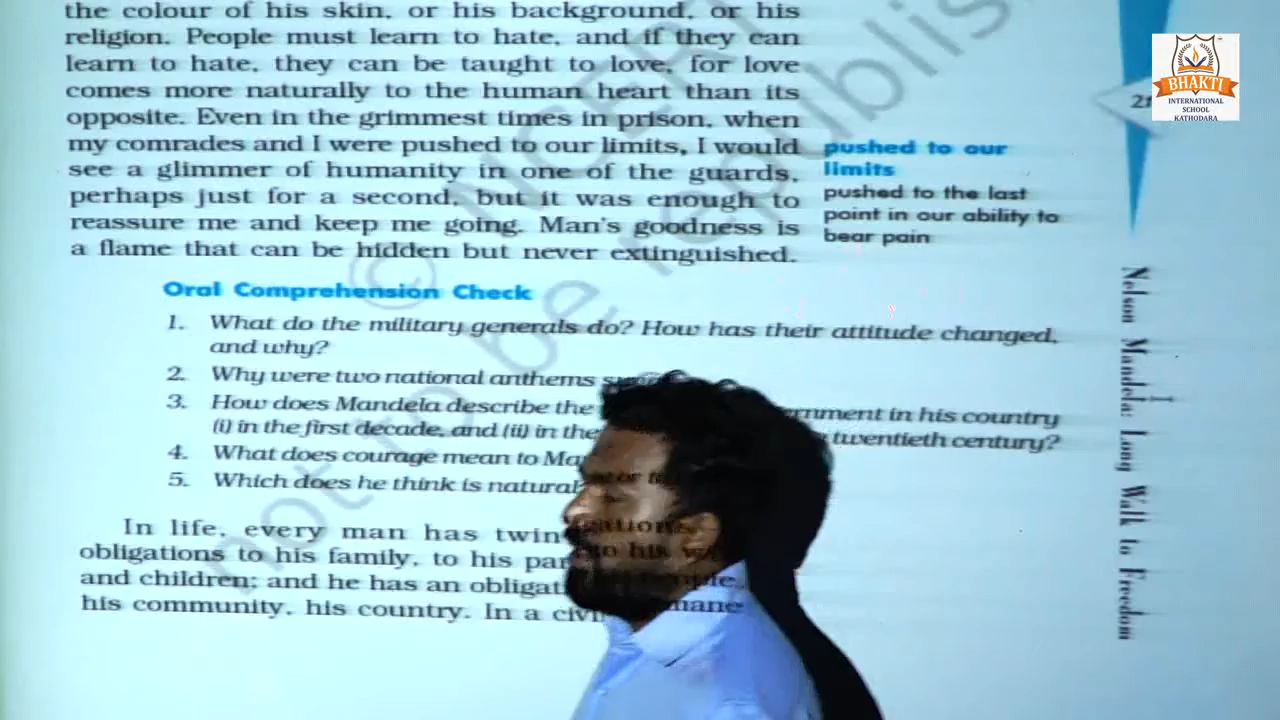 the colour of his skin, or his background, or his
religion. People must learn to hate, and if they can
learn to hate, they can be taught to love, for love
comes more naturally to the human heart than its
opposite. Even in the grimmest times in prison, when
my comrades and I were pushed to our limits, I would
see a glimmer of humanity in one of the guards,
perhaps just for a second, but it was enough to
reassure me and keep me going. Man's goodness is
a flame that can be hidden but never extinguished.
pushed to our
limits
pushed to the last
point in our ability to
bear pain
Oral Comprehension Check
1. What do the military generals do? How has their attitude changed,
and why?
2. Why were two national anthems
3. How does Mandela describe the in his country
(i) in the first decade, and (ii) in the twentieth century?
4. What does courage mean to
5. Which does he think is natural
In life, every man has twin
obligations to his family, to his to his
and children; and he has an
his community, his country. In a
Nelson Mandela: Long Walk to Freedom
BHAKTI
INTERNATIONAL
SCHOOL
KATHODARA
© NCERT
not to be republis